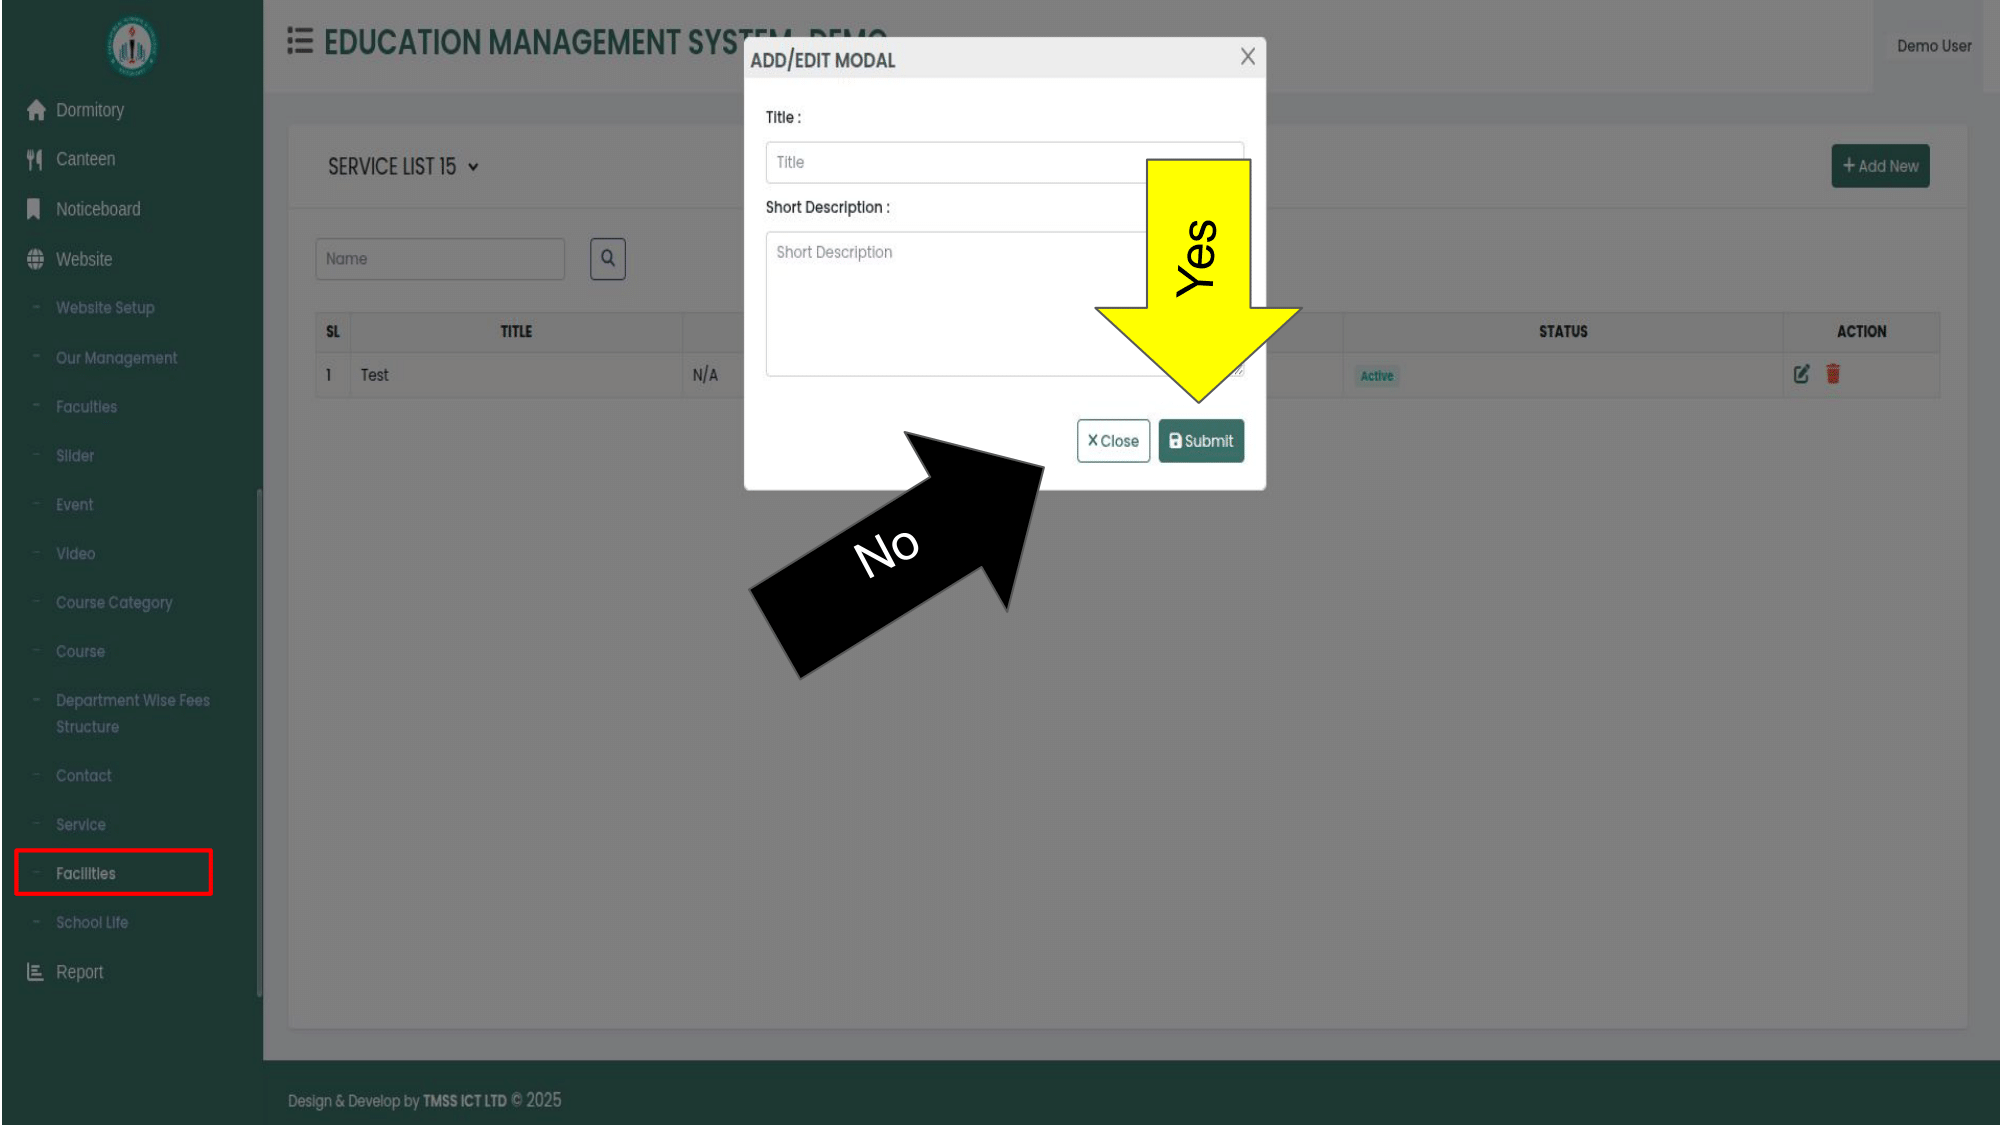 EDUCATION MANAGEMENT SYSTEM- DEMO
Demo User
Dormitory
Canteen
Noticeboard
Website
Website Setup
Our Management
Faculties
Slider
Event
Video
Course Category
Course
Department Wise Fees
Structure
Contact
Service
Facilities
School Life
Report
SERVICE LIST 15
+ Add New
Name
SL TITLE STATUS ACTION
1 Test N/A Active
ADD/EDIT MODAL X
Title :
Title
Short Description :
Short Description
X Close Submit
Yes
No
Design & Develop by TMSS ICT LTD © 2025